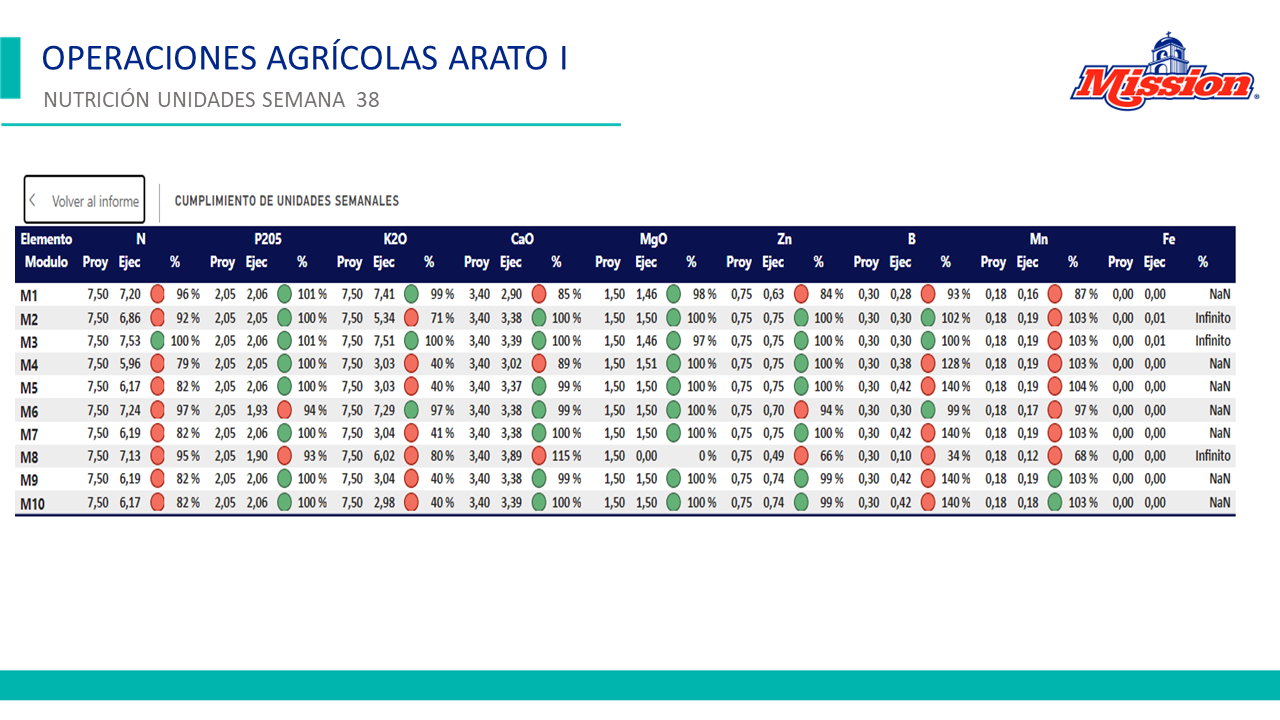 OPERACIONES AGRÍCOLAS ARATO I
NUTRICIÓN UNIDADES SEMANA 38
Mission®
Volver al informe
CUMPLIMIENTO DE UNIDADES SEMANALES
Elemento N P205 K2O CaO MgO Zn B Mn Fe
Modulo Proy Ejec % Proy Ejec % Proy Ejec % Proy Ejec % Proy Ejec % Proy Ejec % Proy Ejec % Proy Ejec % Proy Ejec %
M1 7,50 7,20 96 % 2,05 2,06 101 % 7,50 7,41 99 % 3,40 2,90 85 % 1,50 1,46 98 % 0,75 0,63 84 % 0,30 0,28 93 % 0,18 0,16 87 % 0,00 0,00 NaN
M2 7,50 6,86 92 % 2,05 2,05 100 % 7,50 5,34 71 % 3,40 3,38 100 % 1,50 1,50 100 % 0,75 0,75 100 % 0,30 0,30 102 % 0,18 0,19 103 % 0,00 0,01 Infinito
M3 7,50 7,53 100 % 2,05 2,06 101 % 7,50 7,51 100 % 3,40 3,39 100 % 1,50 1,46 97 % 0,75 0,75 100 % 0,30 0,30 100 % 0,18 0,19 103 % 0,00 0,01 Infinito
M4 7,50 5,96 79 % 2,05 2,05 100 % 7,50 3,03 40 % 3,40 3,02 89 % 1,50 1,51 100 % 0,75 0,75 100 % 0,30 0,38 128 % 0,18 0,19 103 % 0,00 0,00 NaN
M5 7,50 6,17 82 % 2,05 2,06 100 % 7,50 3,03 40 % 3,40 3,37 99 % 1,50 1,50 100 % 0,75 0,75 100 % 0,30 0,42 140 % 0,18 0,19 104 % 0,00 0,00 NaN
M6 7,50 7,24 97 % 2,05 1,93 94 % 7,50 7,29 97 % 3,40 3,38 99 % 1,50 1,50 100 % 0,75 0,70 94 % 0,30 0,30 99 % 0,18 0,17 97 % 0,00 0,00 NaN
M7 7,50 6,19 82 % 2,05 2,06 100 % 7,50 3,04 41 % 3,40 3,38 100 % 1,50 1,50 100 % 0,75 0,75 100 % 0,30 0,42 140 % 0,18 0,19 103 % 0,00 0,00 NaN
M8 7,50 7,13 95 % 2,05 1,90 93 % 7,50 6,02 80 % 3,40 3,89 115 % 1,50 0,00 0 % 0,75 0,49 66 % 0,30 0,10 34 % 0,18 0,12 68 % 0,00 0,00 Infinito
M9 7,50 6,19 82 % 2,05 2,06 100 % 7,50 3,04 40 % 3,40 3,38 99 % 1,50 1,50 100 % 0,75 0,74 99 % 0,30 0,42 140 % 0,18 0,19 103 % 0,00 0,00 NaN
M10 7,50 6,17 82 % 2,05 2,06 100 % 7,50 2,98 40 % 3,40 3,39 100 % 1,50 1,50 100 % 0,75 0,74 99 % 0,30 0,42 140 % 0,18 0,18 103 % 0,00 0,00 NaN